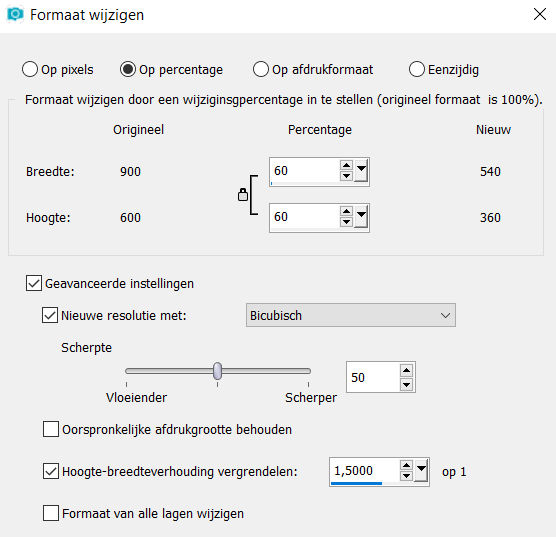 Formaat wijzigen
Op pixels Op percentage Op afdrukformaat Eenzijdig
Formaat wijzigen door een wijziginsgpercentage in te stellen (origineel formaat is 100%).
Origineel Percentage Nieuw
Breedte: 900 60 540
Hoogte: 600 60 360
Geavanceerde instellingen
Nieuwe resolutie met: Bicubisch
Scherpte
50
Vloeiender Scherper
Oorspronkelijke afdrukgrootte behouden
Hoogte-breedteverhouding vergrendelen: 1,5000 op 1
Formaat van alle lagen wijzigen